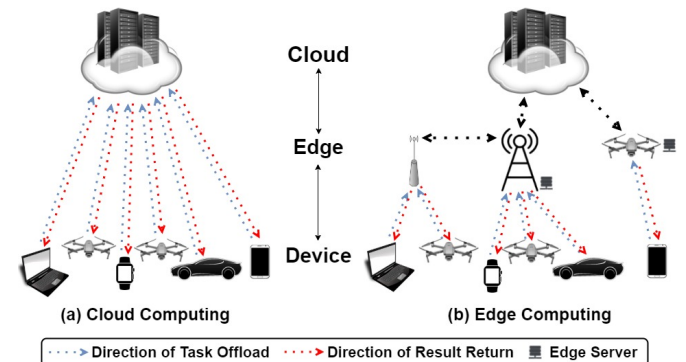 Cloud
Edge
Device
(a) Cloud Computing
(b) Edge Computing
Direction of Task Offload Direction of Result Return Edge Server